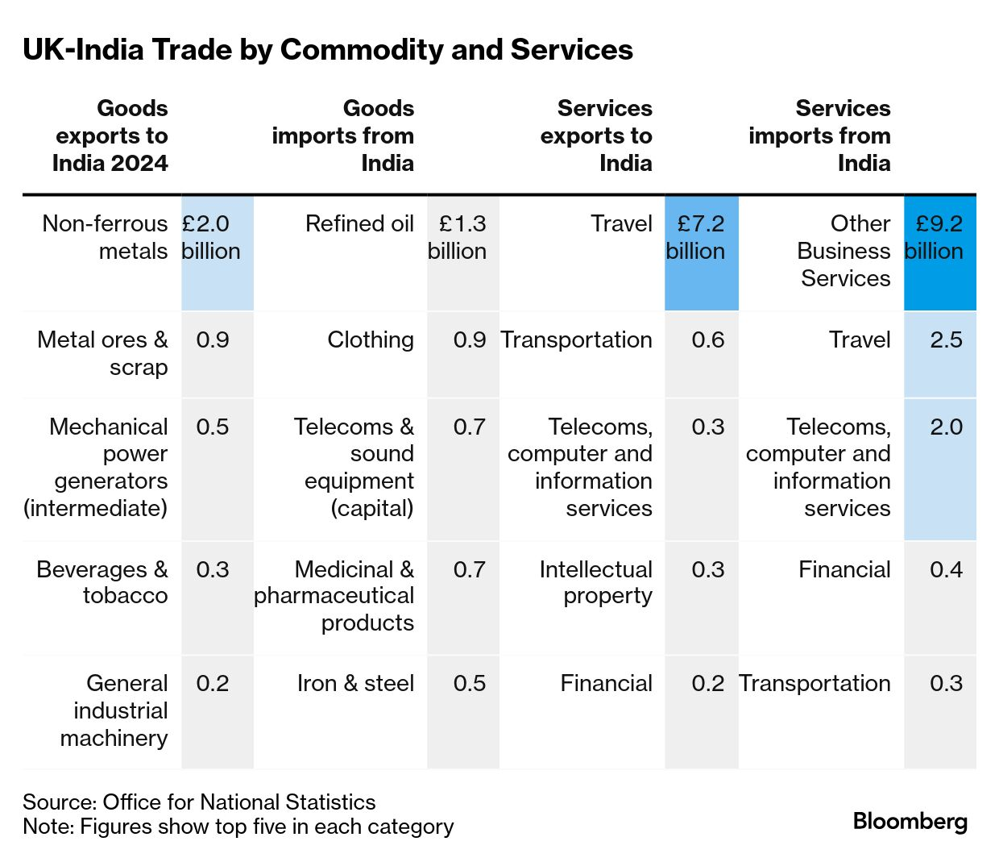 UK-India Trade by Commodity and Services
Goods
exports to
India 2024
Goods
imports from
India
Services
exports to
India
Services
imports from
India
Non-ferrous
metals
£2.0
billion
Refined oil
£1.3
billion
Travel
£7.2
billion
Other
Business
Services
£9.2
billion
Metal ores &
scrap
0.9
Clothing
0.9
Transportation
0.6
Travel
2.5
Mechanical
power
generators
(intermediate)
0.5
Telecoms &
sound
equipment
(capital)
0.7
Telecoms,
computer and
information
services
0.3
Telecoms,
computer and
information
services
2.0
Beverages &
tobacco
0.3
Medicinal &
pharmaceutical
products
0.7
Intellectual
property
0.3
Financial
0.4
General
industrial
machinery
0.2
Iron & steel
0.5
Financial
0.2
Transportation
0.3
Source: Office for National Statistics
Note: Figures show top five in each category
Bloomberg